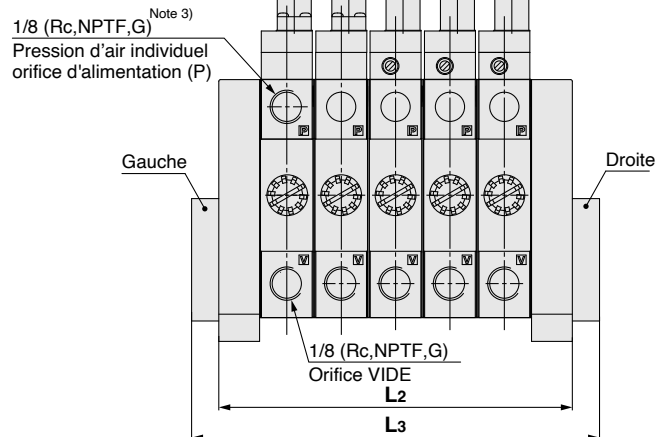 1/8 (Rc,NPTF,G) Note 3)
Pression d'air individuel
orifice d'alimentation (P)
P P P P P
Gauche
Droite
V V V V V
1/8 (Rc,NPTF,G)
Orifice VIDE
L2
L3